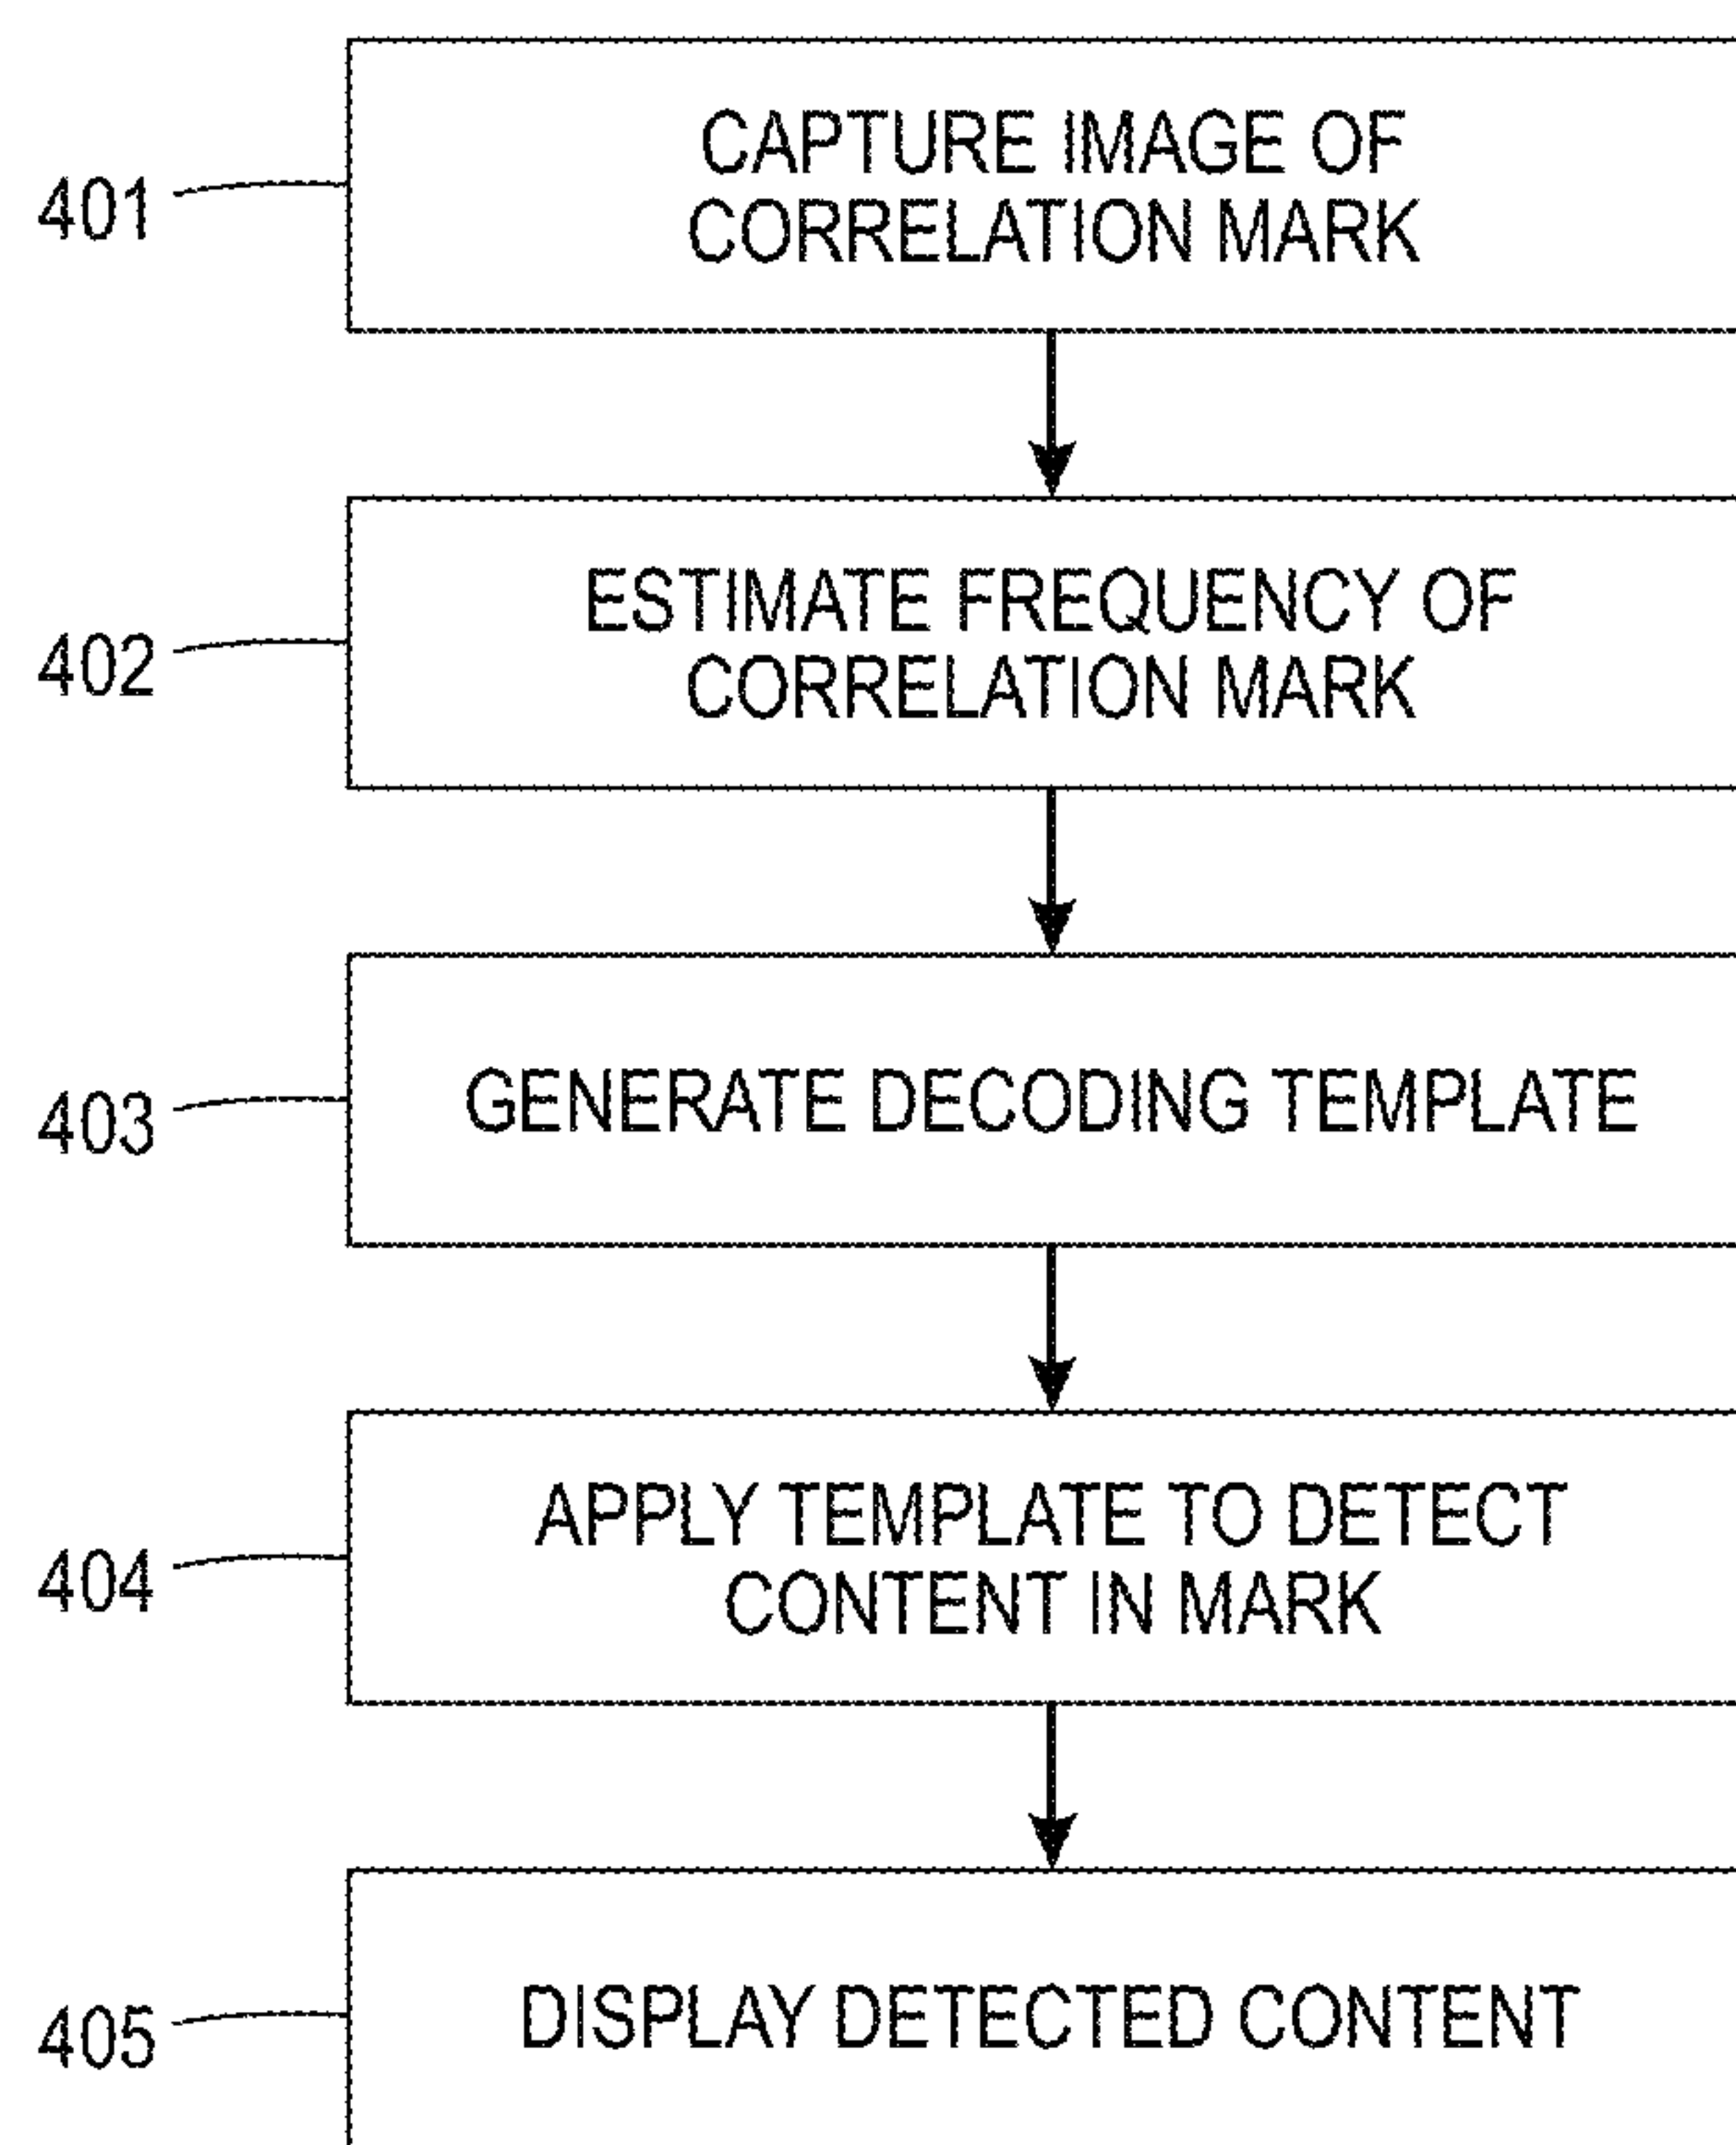 401
CAPTURE IMAGE OF
CORRELATION MARK
402
ESTIMATE FREQUENCY OF
CORRELATION MARK
403
GENERATE DECODING TEMPLATE
404
APPLY TEMPLATE TO DETECT
CONTENT IN MARK
405
DISPLAY DETECTED CONTENT